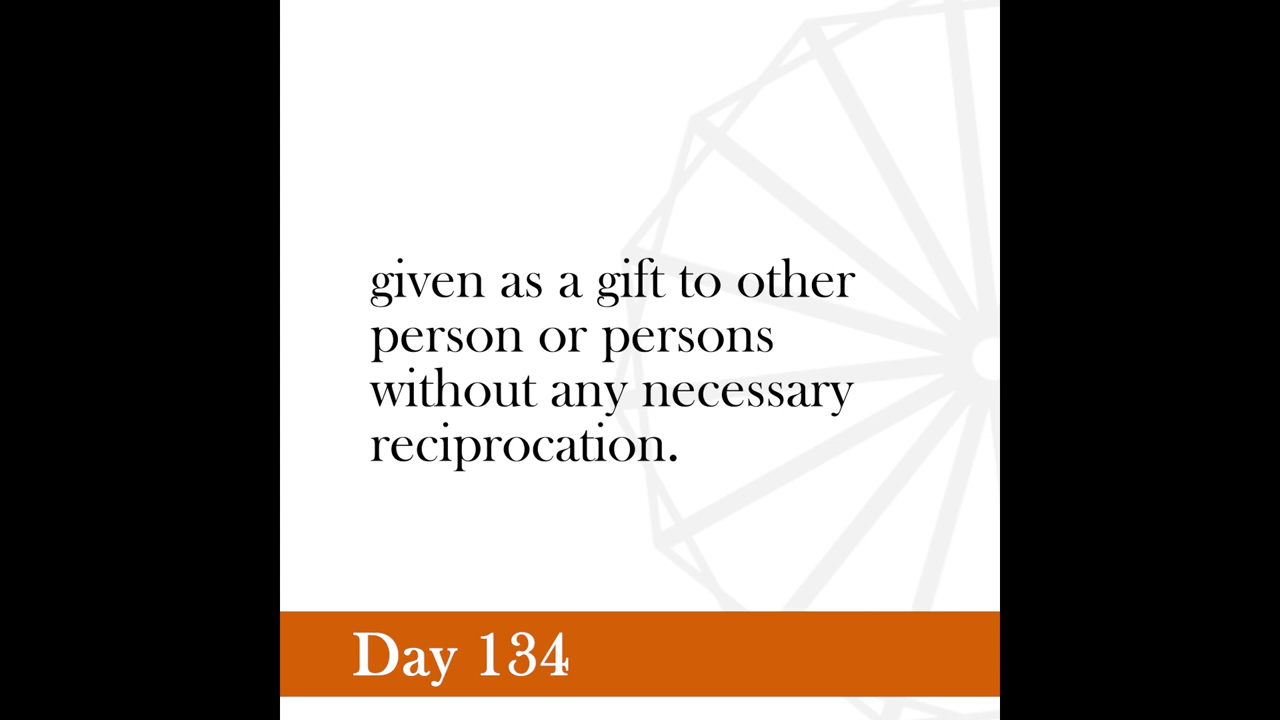 given as a gift to other
person or persons
without any necessary
reciprocation.
Day 134